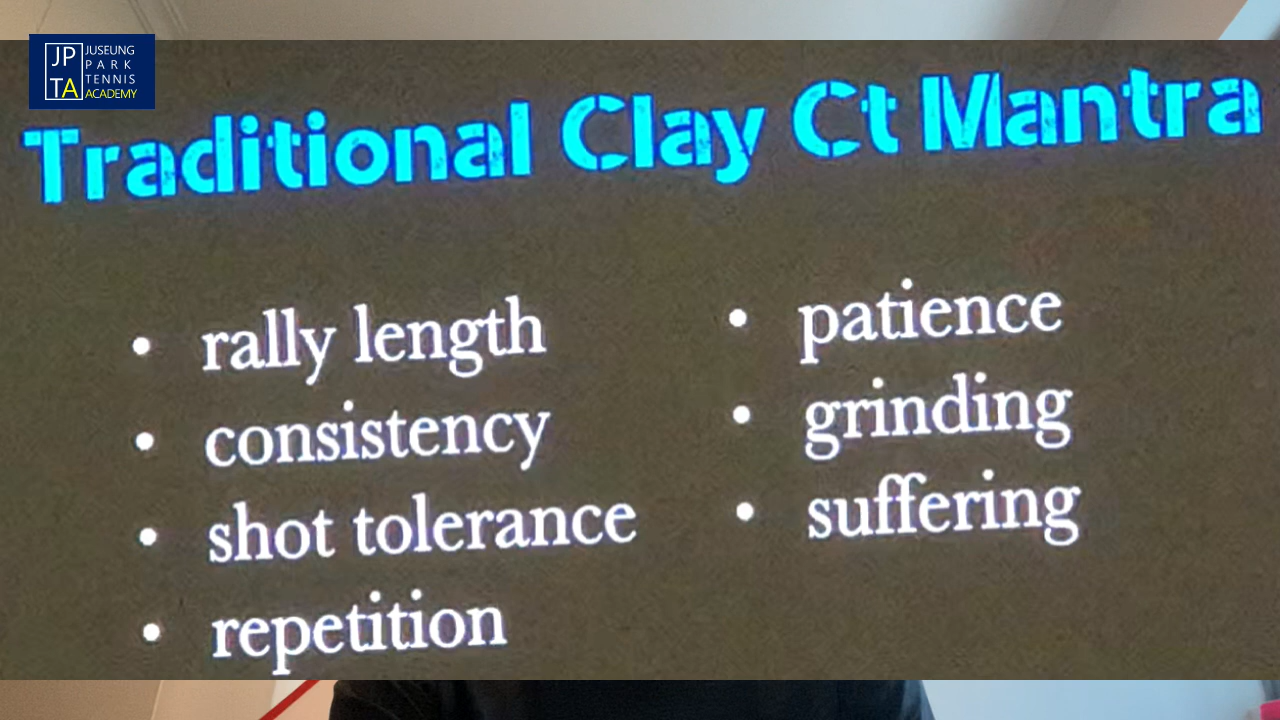 JP
TA
JUSEUNG
PARK
TENNIS
ACADEMY
Traditional Clay Ct Mantra
• rally length
• consistency
• shot tolerance
• repetition
• patience
• grinding
• suffering